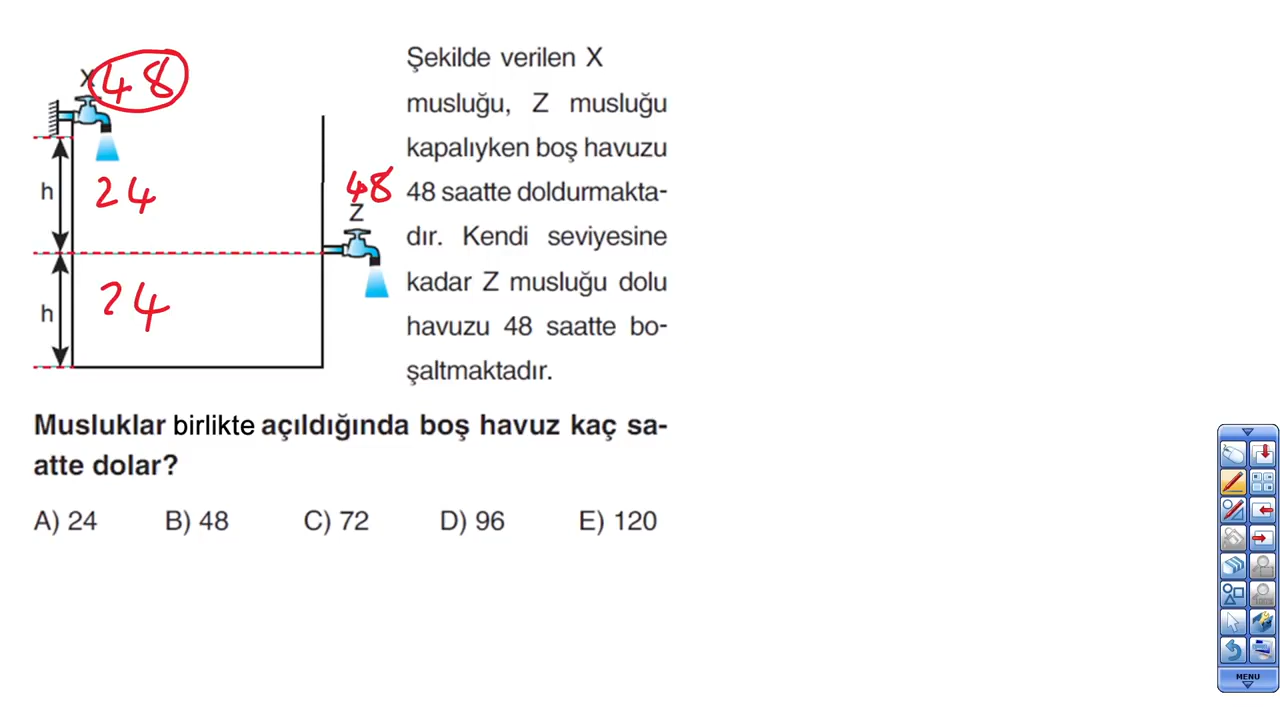 X 48
h
24
h
24
48
Z
Şekilde verilen X
musluğu, Z musluğu
kapalıyken boş havuzu
48 saatte doldurmakta-
dır. Kendi seviyesine
kadar Z musluğu dolu
havuzu 48 saatte bo-
şaltmaktadır.
Musluklar birlikte açıldığında boş havuz kaç sa-
atte dolar?
A) 24 B) 48 C) 72 D) 96 E) 120
MENU